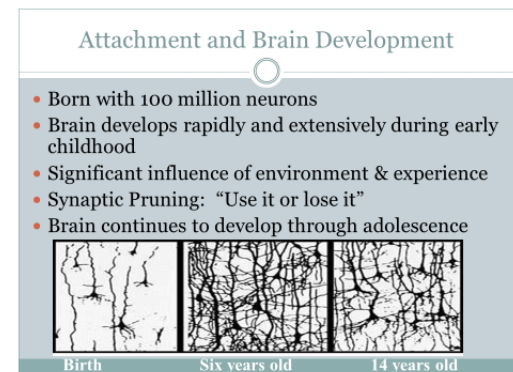 Attachment and Brain Development
• Born with 100 million neurons
• Brain develops rapidly and extensively during early
childhood
• Significant influence of environment & experience
• Synaptic Pruning: “Use it or lose it”
• Brain continues to develop through adolescence
Birth Six years old 14 years old